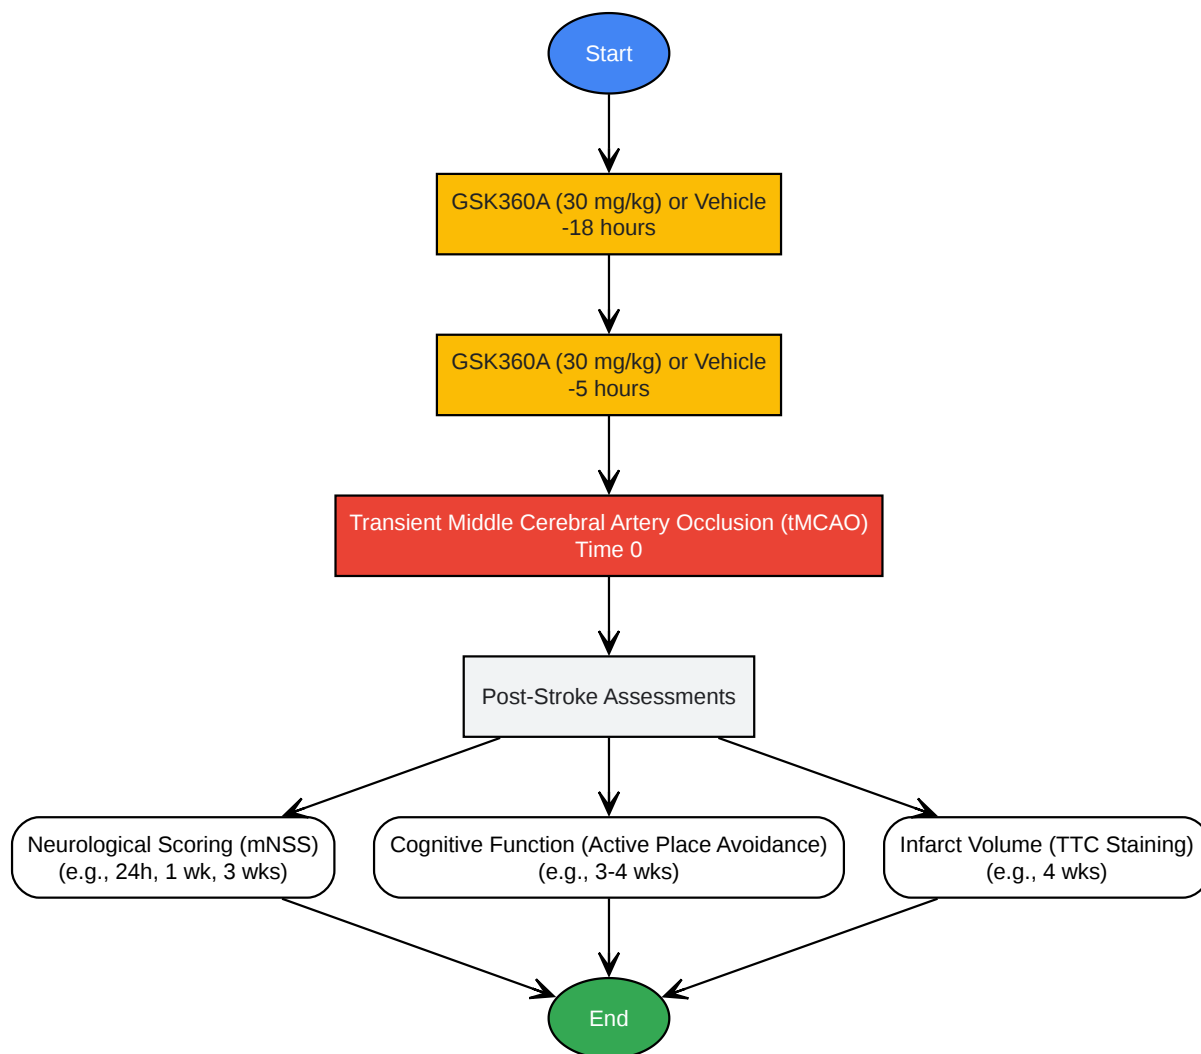 Start
GSK360A (30 mg/kg) or Vehicle
-18 hours
GSK360A (30 mg/kg) or Vehicle
-5 hours
Transient Middle Cerebral Artery Occlusion (tMCAO)
Time 0
Post-Stroke Assessments
Neurological Scoring (mNSS)
(e.g., 24h, 1 wk, 3 wks)
Cognitive Function (Active Place Avoidance)
(e.g., 3-4 wks)
Infarct Volume (TTC Staining)
(e.g., 4 wks)
End